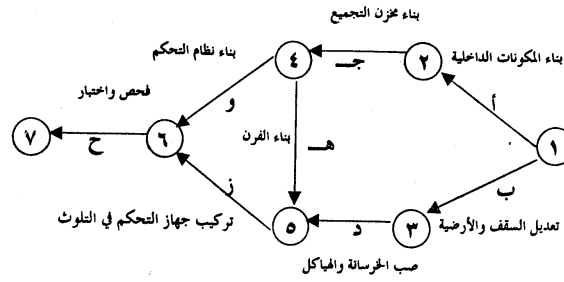 بناء مخزن التجميع
بناء نظام التحكم
٤
جـ
٢
بناء المكونات الداخلية
فحص واختبار
و
أ
٧
ح
٦
بناء الفرن
هـ
١
ز
ب
تركيب جهاز التحكم في التلوث
٥
د
٣
تعديل السقف والأرضية
صب الخرسانة والهياكل